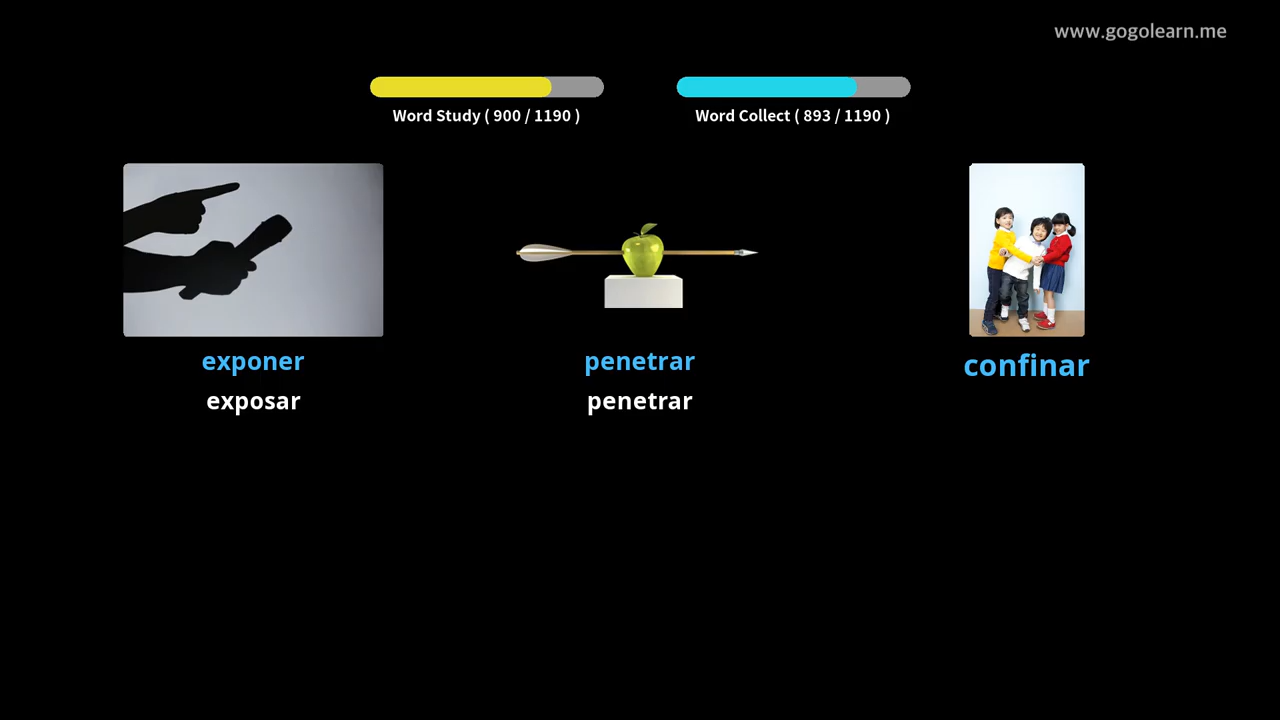 www.gogolearn.me
Word Study ( 900 / 1190 )
Word Collect ( 893 / 1190 )
exponer
penetrar
confinar
exposar
penetrar